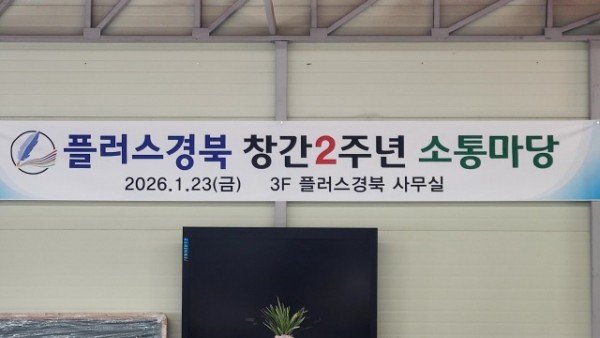 플러스경북 창간2주년 소통마당
2026.1.23(금) 3F 플러스경북 사무실